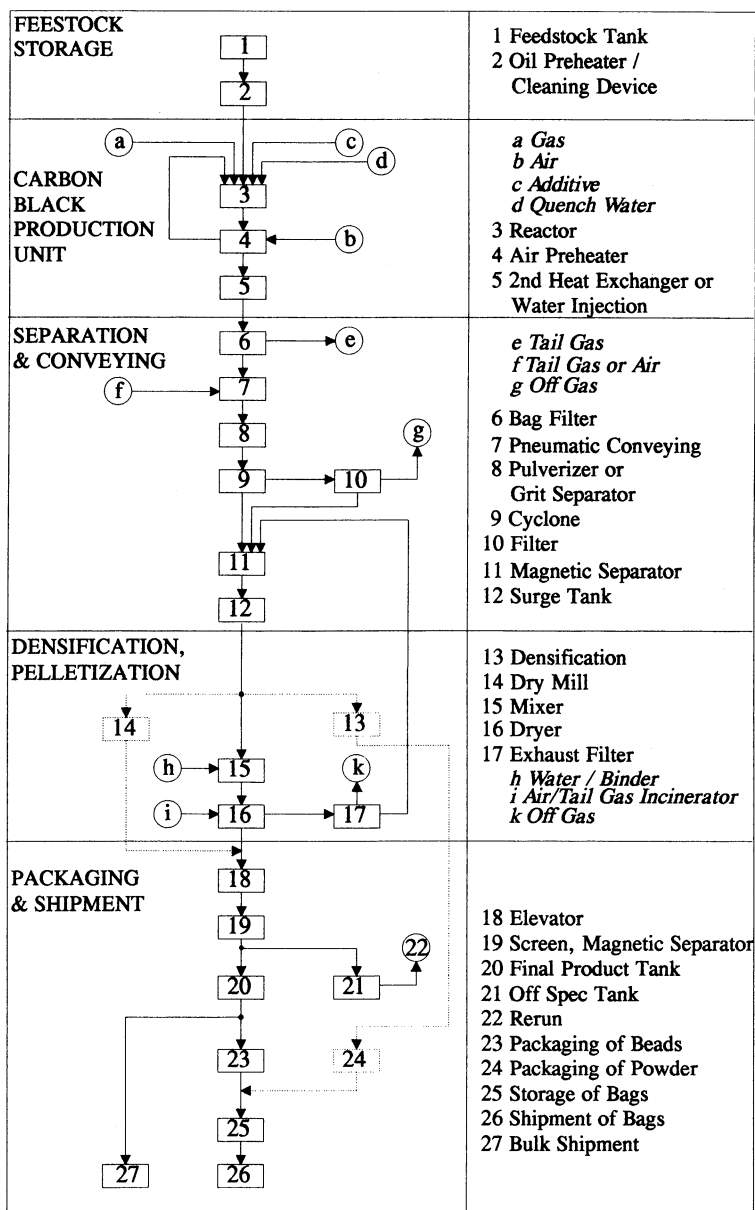 FEESTOCK
STORAGE
1
2
1 Feedstock Tank
2 Oil Preheater /
Cleaning Device
CARBON
BLACK
PRODUCTION
UNIT
a
c
d
3
4
b
5
a Gas
b Air
c Additive
d Quench Water
3 Reactor
4 Air Preheater
5 2nd Heat Exchanger or
Water Injection
SEPARATION
& CONVEYING
6
e
f
7
8
g
9
10
11
12
e Tail Gas
f Tail Gas or Air
g Off Gas
6 Bag Filter
7 Pneumatic Conveying
8 Pulverizer or
Grit Separator
9 Cyclone
10 Filter
11 Magnetic Separator
12 Surge Tank
DENSIFICATION,
PELLETIZATION
14
13
h
15
k
i
16
17
13 Densification
14 Dry Mill
15 Mixer
16 Dryer
17 Exhaust Filter
h Water / Binder
i Air/Tail Gas Incinerator
k Off Gas
PACKAGING
& SHIPMENT
18
19
22
20
21
23
24
25
27
26
18 Elevator
19 Screen, Magnetic Separator
20 Final Product Tank
21 Off Spec Tank
22 Rerun
23 Packaging of Beads
24 Packaging of Powder
25 Storage of Bags
26 Shipment of Bags
27 Bulk Shipment